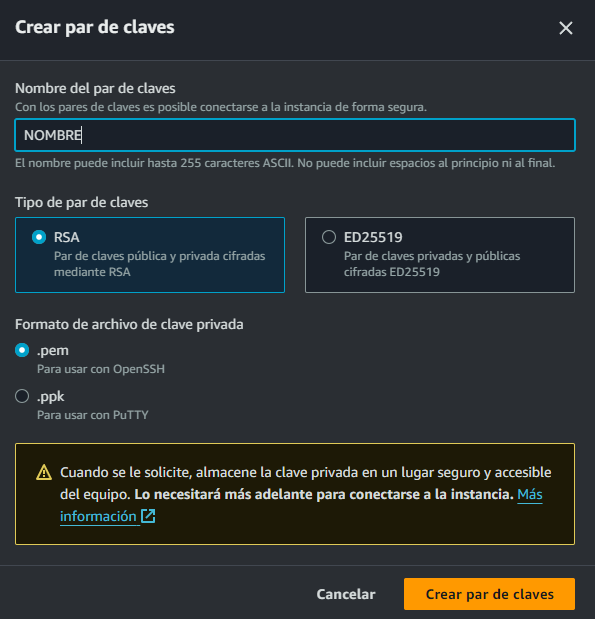 Crear par de claves
Nombre del par de claves
Con los pares de claves es posible conectarse a la instancia de forma segura.
NOMBRE
El nombre puede incluir hasta 255 caracteres ASCII. No puede incluir espacios al principio ni al final.
Tipo de par de claves
RSA
Par de claves pública y privada cifradas
mediante RSA
ED25519
Par de claves privadas y públicas
cifradas ED25519
Formato de archivo de clave privada
.pem
Para usar con OpenSSH
.ppk
Para usar con PuTTY
Cuando se le solicite, almacene la clave privada en un lugar seguro y accesible
del equipo. Lo necesitará más adelante para conectarse a la instancia. Más
información
Cancelar
Crear par de claves